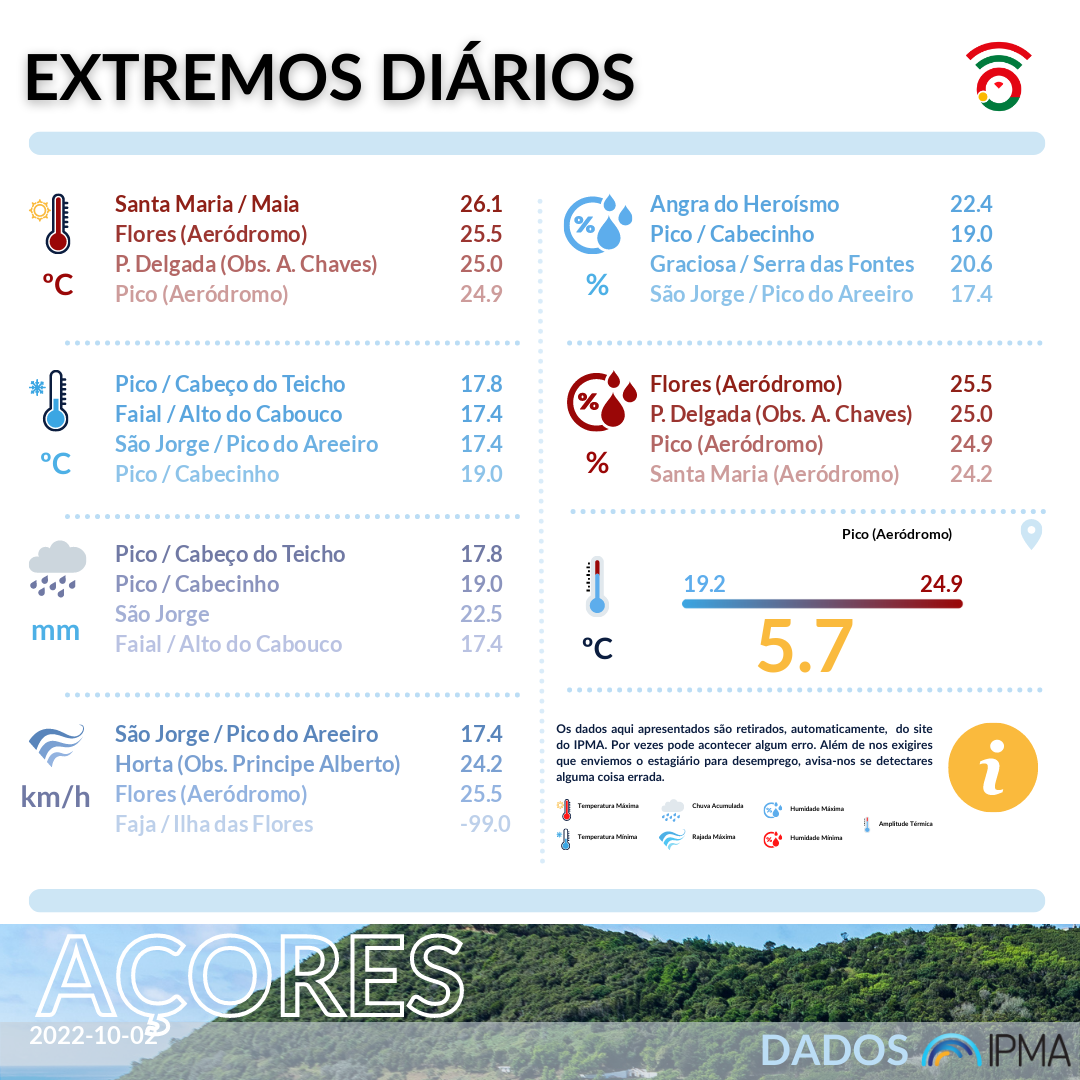 EXTREMOS DIÁRIOS
Santa Maria / Maia 26.1
Flores (Aeródromo) 25.5
P. Delgada (Obs. A. Chaves) 25.0
Pico (Aeródromo) 24.9
ºC
Pico / Cabeço do Teicho 17.8
Faial / Alto do Cabouco 17.4
São Jorge / Pico do Areeiro 17.4
Pico / Cabecinho 19.0
ºC
Pico / Cabeço do Teicho 17.8
Pico / Cabecinho 19.0
São Jorge 22.5
Faial / Alto do Cabouco 17.4
mm
São Jorge / Pico do Areeiro 17.4
Horta (Obs. Principe Alberto) 24.2
Flores (Aeródromo) 25.5
Faja / Ilha das Flores -99.0
km/h
%
Angra do Heroísmo 22.4
Pico / Cabecinho 19.0
Graciosa / Serra das Fontes 20.6
São Jorge / Pico do Areeiro 17.4
%
%
Flores (Aeródromo) 25.5
P. Delgada (Obs. A. Chaves) 25.0
Pico (Aeródromo) 24.9
Santa Maria (Aeródromo) 24.2
%
Pico (Aeródromo)
19.2 24.9
5.7
ºC
Os dados aqui apresentados são retirados, automaticamente, do site
do IPMA. Por vezes pode acontecer algum erro. Além de nos exigires
que enviemos o estagiário para desemprego, avisa-nos se detectares
alguma coisa errada.
i
Temperatura Máxima Chuva Acumulada Humidade Máxima
Amplitude Térmica
Temperatura Mínima Rajada Máxima Humidade Mínima
AÇORES
2022-10-02
DADOS IPMA